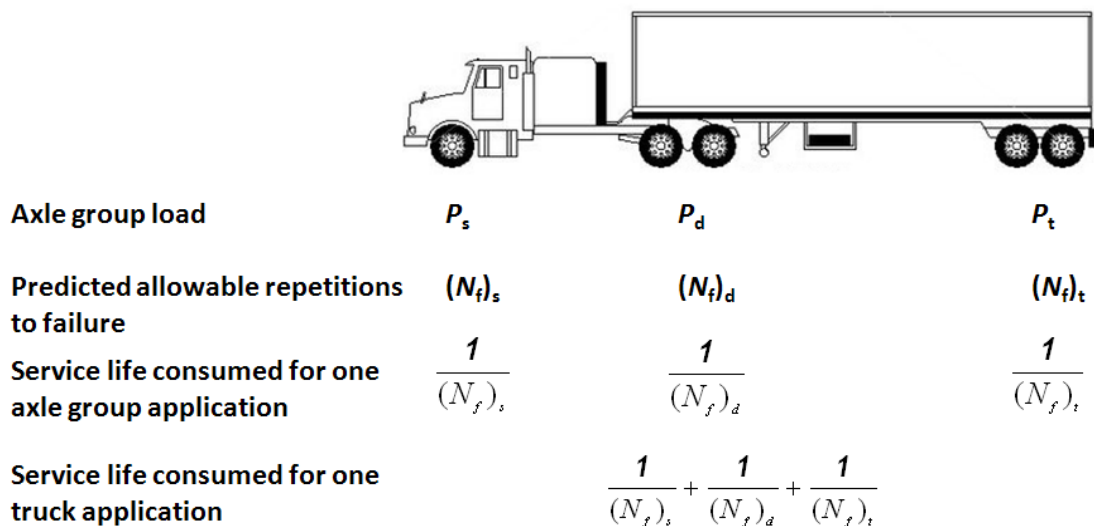 Axle group load P_s P_d P_t
Predicted allowable repetitions (N_f)_s (N_f)_d (N_f)_t
to failure
Service life consumed for one 1/(N_f)_s 1/(N_f)_d 1/(N_f)_t
axle group application
Service life consumed for one 1/(N_f)_s + 1/(N_f)_d + 1/(N_f)_t
truck application